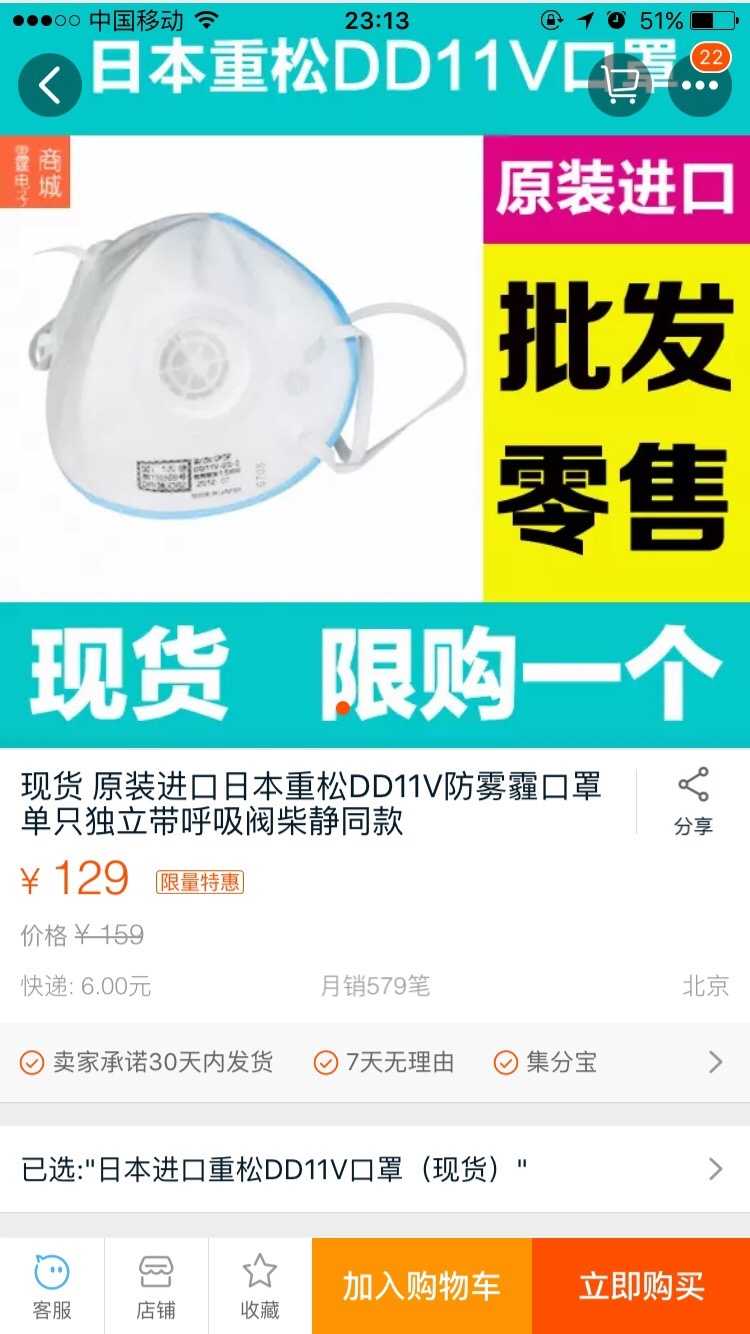 中国移动
23:13
51%
日本重松DD11V口罩
22
商城
原装进口
批发
零售
现货 限购一个
现货 原装进口日本重松DD11V防雾霾口罩
单只独立带呼吸阀柴静同款
分享
¥ 129 限量特惠
价格 ¥ 159
快递: 6.00元 月销579笔 北京
卖家承诺30天内发货 7天无理由 集分宝
已选:"日本进口重松DD11V口罩（现货）"
客服 店铺 收藏 加入购物车 立即购买